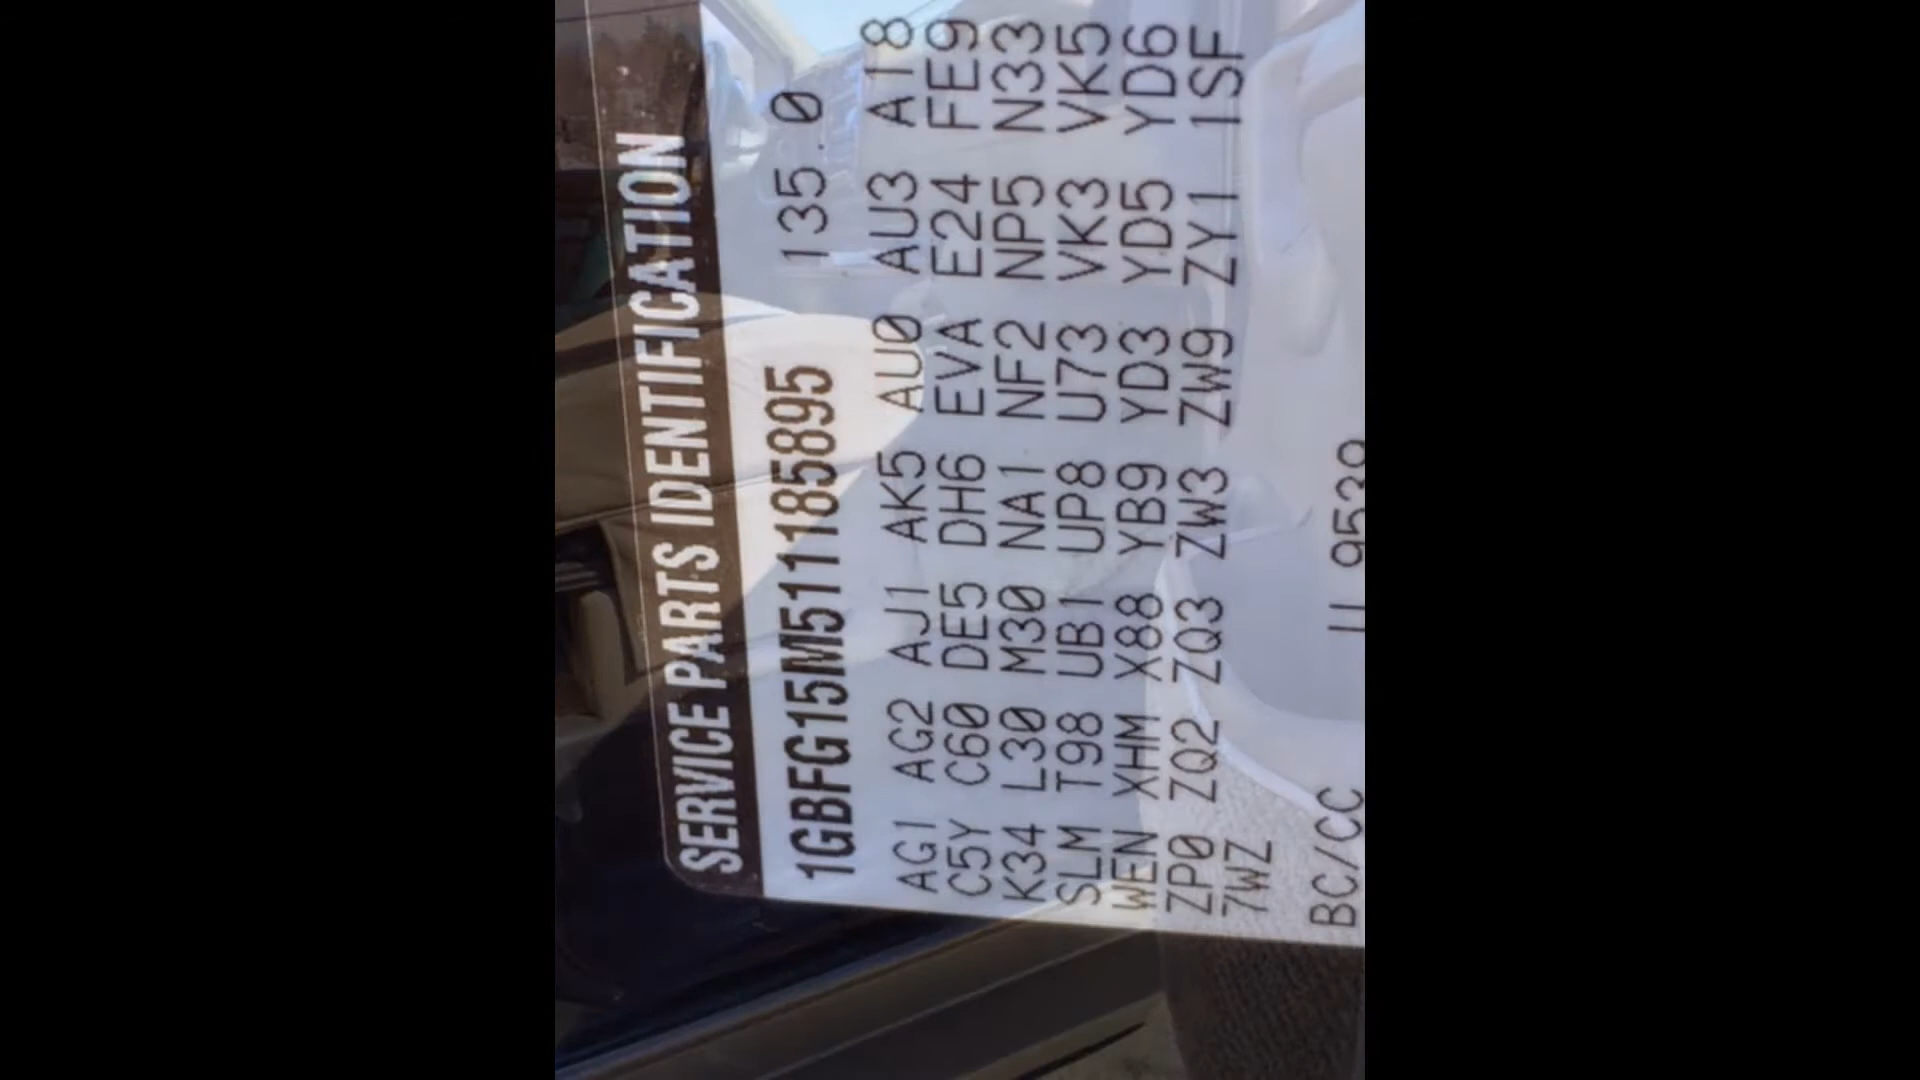 SERVICE PARTS IDENTIFICATION
1GBFG15M511185895 135.0
AG1 AG2 AJ1 AK5 AU0 AU3 A18
C5Y C60 DE5 DH6 EVA E24 FE9
K34 L30 M30 NA1 NF2 NP5 N33
SLM T98 UB1 UP8 U73 VK3 VK5
WEN XHM X88 YB9 YD3 YD5 YD6
ZP0 ZQ2 ZQ3 ZW3 ZW9 ZY1 1SF
7WZ
BC/CC